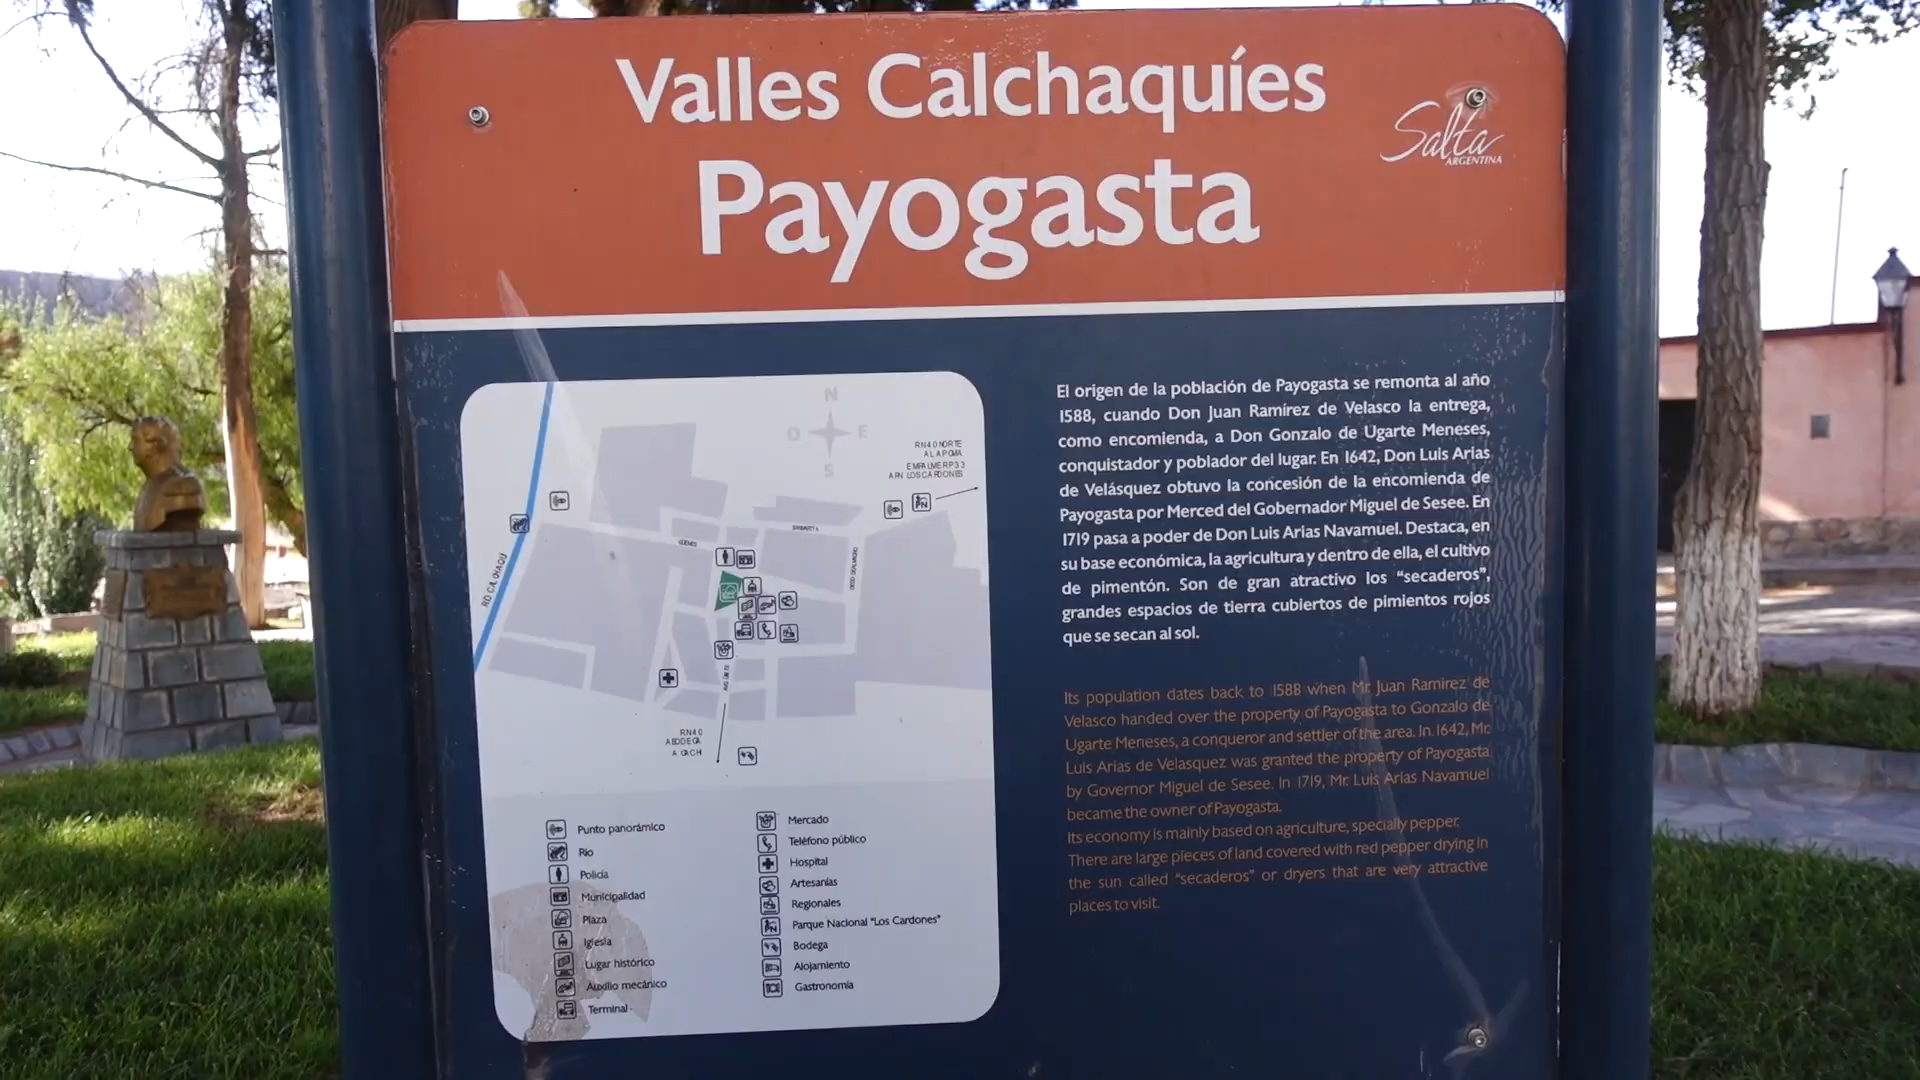 Valles Calchaquíes
Payogasta
Salta
ARGENTINA
N
O
E
S
RN40 NORTE
A LA POMA
EMPALME RP33
A P.N. LOS CARDONES
RN40
A BODEGA
A CACHI
Punto panorámico
Río
Policía
Municipalidad
Plaza
Iglesia
Lugar histórico
Auxilio mecánico
Terminal
Mercado
Teléfono público
Hospital
Artesanías
Regionales
Parque Nacional "Los Cardones"
Bodega
Alojamiento
Gastronomía
El origen de la población de Payogasta se remonta al año
1588, cuando Don Juan Ramírez de Velasco la entrega,
como encomienda, a Don Gonzalo de Ugarte Meneses,
conquistador y poblador del lugar. En 1642, Don Luis Arias
de Velásquez obtuvo la concesión de la encomienda de
Payogasta por Merced del Gobernador Miguel de Sesee. En
1719 pasa a poder de Don Luis Arias Navamuel. Destaca, en
su base económica, la agricultura y dentro de ella, el cultivo
de pimentón. Son de gran atractivo los "secaderos",
grandes espacios de tierra cubiertos de pimientos rojos
que se secan al sol.
Its population dates back to 1588 when Mr. Juan Ramirez de
Velasco handed over the property of Payogasta to Gonzalo de
Ugarte Meneses, a conqueror and settler of the area. In 1642, Mr.
Luis Arias de Velasquez was granted the property of Payogasta
by Governor Miguel de Sesee. In 1719, Mr. Luis Arias Navamuel
became the owner of Payogasta.
Its economy is mainly based on agriculture, specially pepper.
There are large pieces of land covered with red pepper drying in
the sun called "secaderos" or dryers that are very attractive
places to visit.